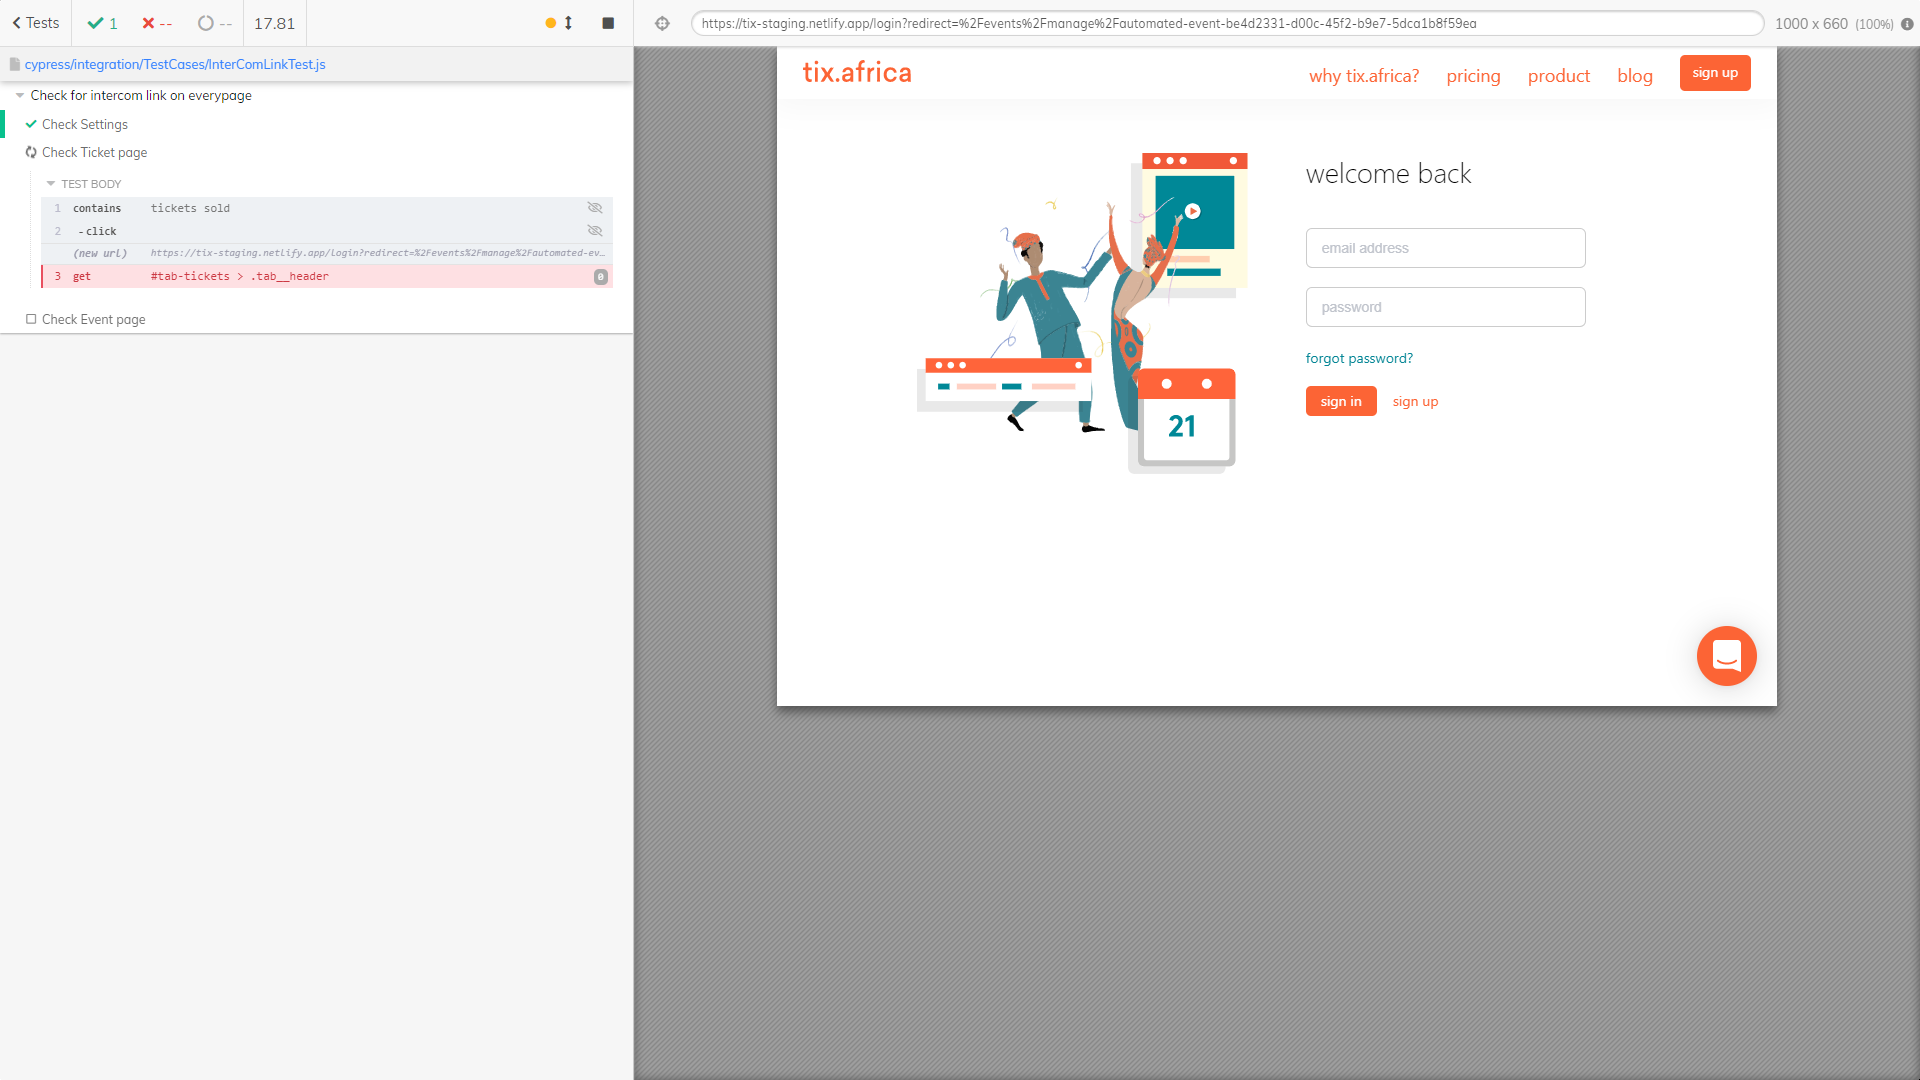 Tests
1
--
--
17.81
https://tix-staging.netlify.app/login?redirect=%2Fevents%2Fmanage%2Fautomated-event-be4d2331-d00c-45f2-b9e7-5dca1b8f59ea
1000 x 660 (100%)
cypress/integration/TestCases/InterComLinkTest.js
Check for intercom link on everypage
Check Settings
Check Ticket page
TEST BODY
1 contains tickets sold
2 -click
(new url) https://tix-staging.netlify.app/login?redirect=%2Fevents%2Fmanage%2Fautomated-ev…
3 get #tab-tickets > .tab__header 0
Check Event page
tix.africa
why tix.africa?
pricing
product
blog
sign up
welcome back
email address
password
forgot password?
sign in
sign up
21